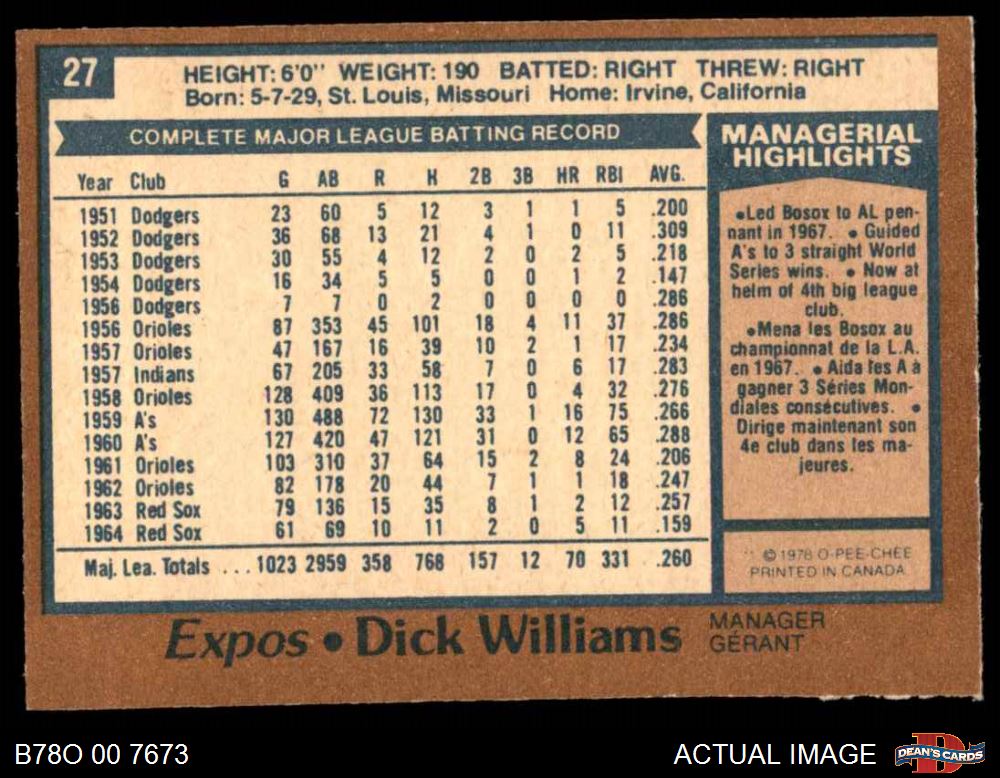 27
HEIGHT: 6'0" WEIGHT: 190 BATTED: RIGHT THREW: RIGHT
Born: 5-7-29, St. Louis, Missouri Home: Irvine, California
COMPLETE MAJOR LEAGUE BATTING RECORD
Year Club G AB R H 2B 3B HR RBI AVG.
1951 Dodgers 23 60 5 12 3 1 1 5 .200
1952 Dodgers 36 68 13 21 4 1 0 11 .309
1953 Dodgers 30 55 4 12 2 0 2 5 .218
1954 Dodgers 16 34 5 5 0 0 1 2 .147
1956 Dodgers 7 7 0 2 0 0 0 0 .286
1956 Orioles 87 353 45 101 18 4 11 37 .286
1957 Orioles 47 167 16 39 10 2 1 17 .234
1957 Indians 67 205 33 58 7 0 6 17 .283
1958 Orioles 128 409 36 113 17 0 4 32 .276
1959 A's 130 488 72 130 33 1 16 75 .266
1960 A's 127 420 47 121 31 0 12 65 .288
1961 Orioles 103 310 37 64 15 2 8 24 .206
1962 Orioles 82 178 20 44 7 1 1 18 .247
1963 Red Sox 79 136 15 35 8 1 2 12 .257
1964 Red Sox 61 69 10 11 2 0 5 11 .159
Maj. Lea. Totals ... 1023 2959 358 768 157 12 70 331 .260
MANAGERIAL
HIGHLIGHTS
•Led Bosox to AL pen-
nant in 1967. • Guided
A's to 3 straight World
Series wins. • Now at
helm of 4th big league
club.
•Mena les Bosox au
championnat de la L.A.
en 1967. • Aida les A à
gagner 3 Séries Mon-
diales consécutives. •
Dirige maintenant son
4e club dans les ma-
jeures.
© 1978 O-PEE-CHEE
PRINTED IN CANADA
Expos • Dick Williams
MANAGER
GÉRANT
B78O 00 7673
ACTUAL IMAGE
D
DEAN'S CARDS